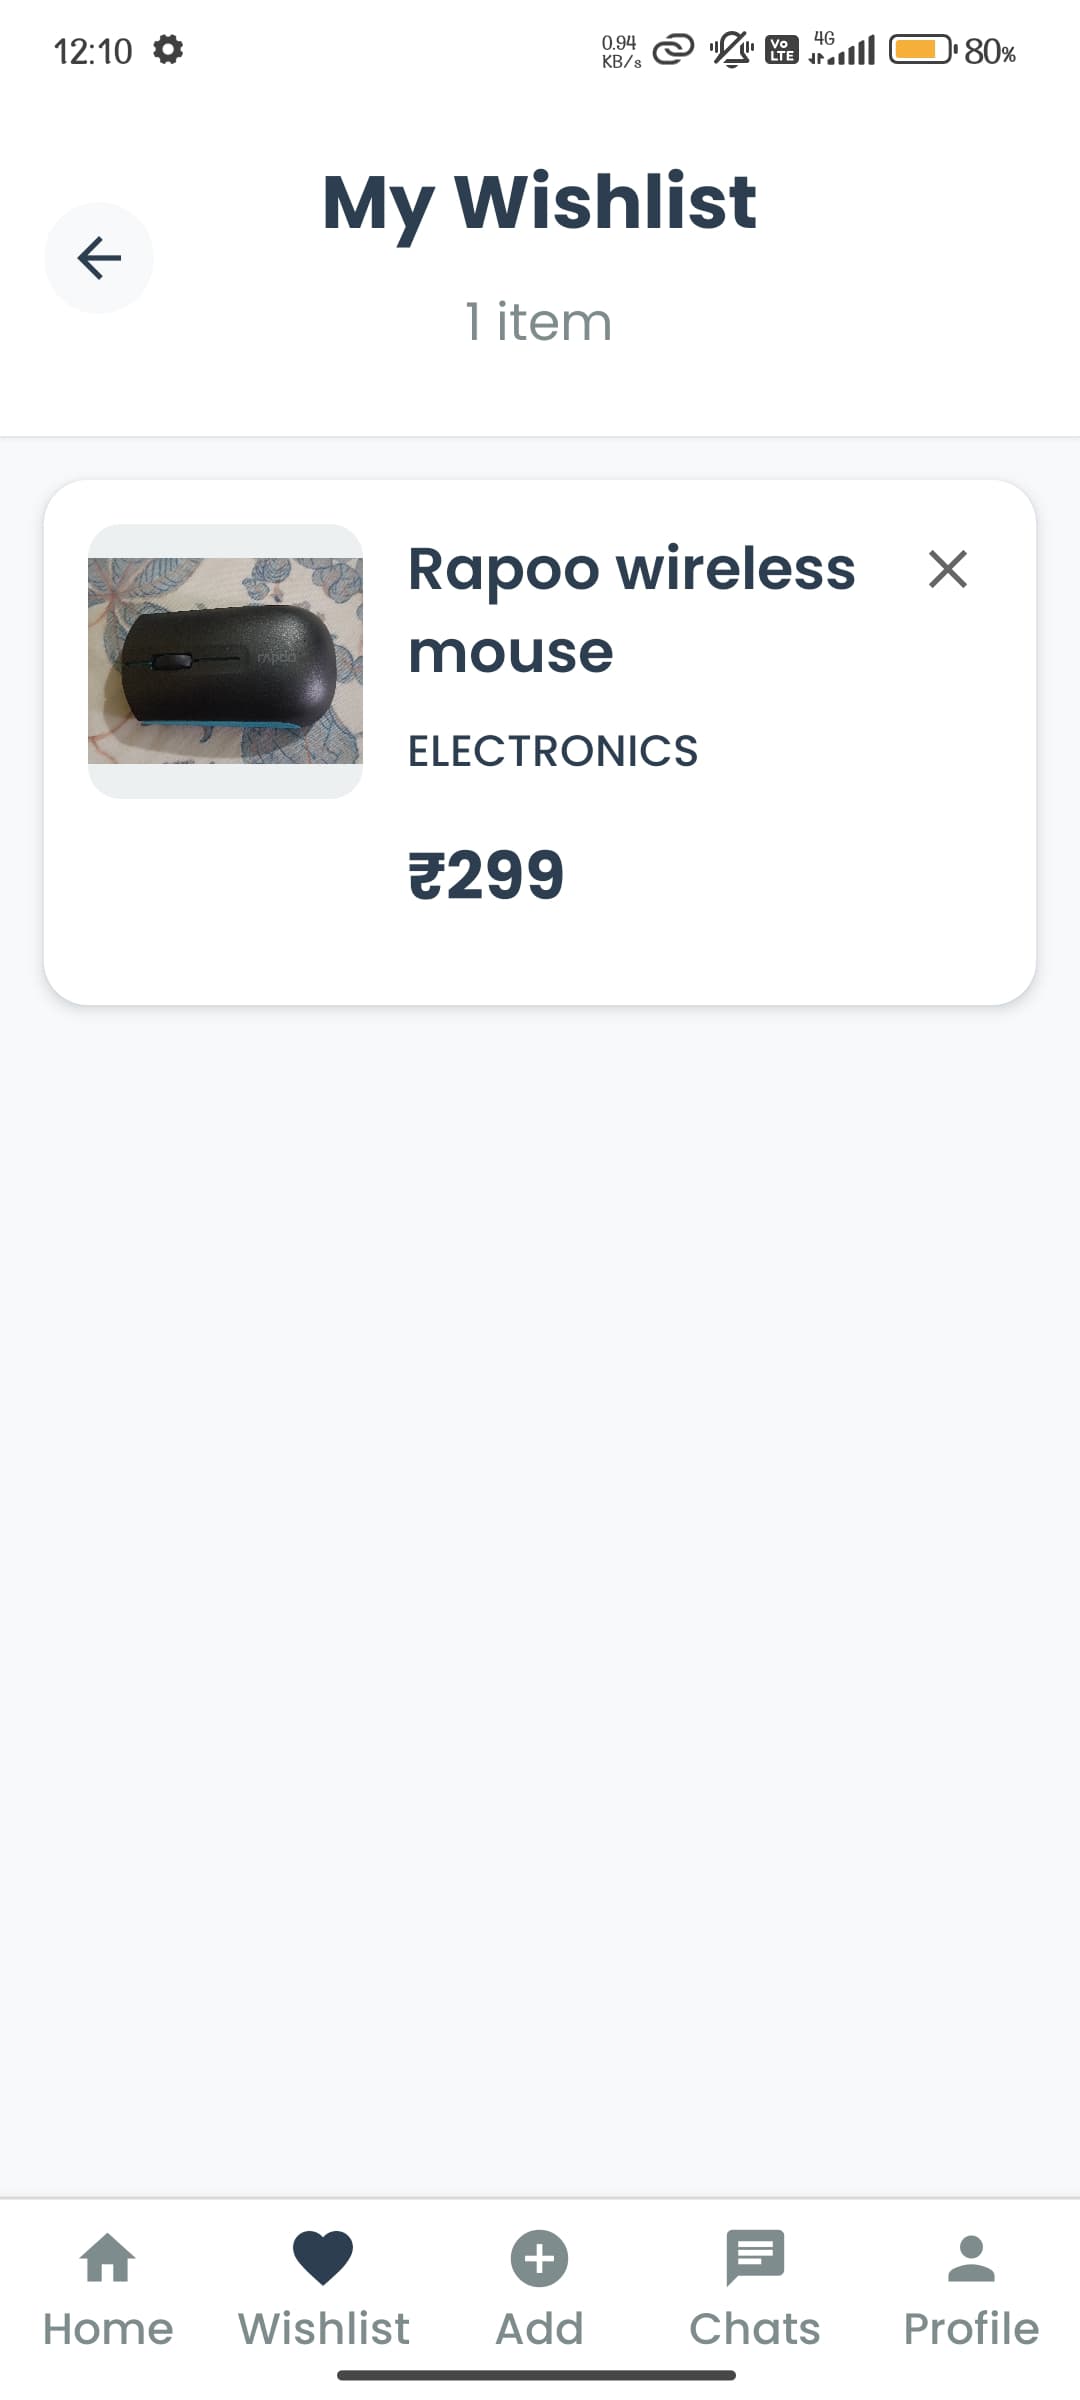 12:10
0.94
KB/s
Vo
LTE
4G
80%
My Wishlist
1 item
Rapoo wireless
mouse
rapoo
ELECTRONICS
₹299
Home
Wishlist
Add
Chats
Profile